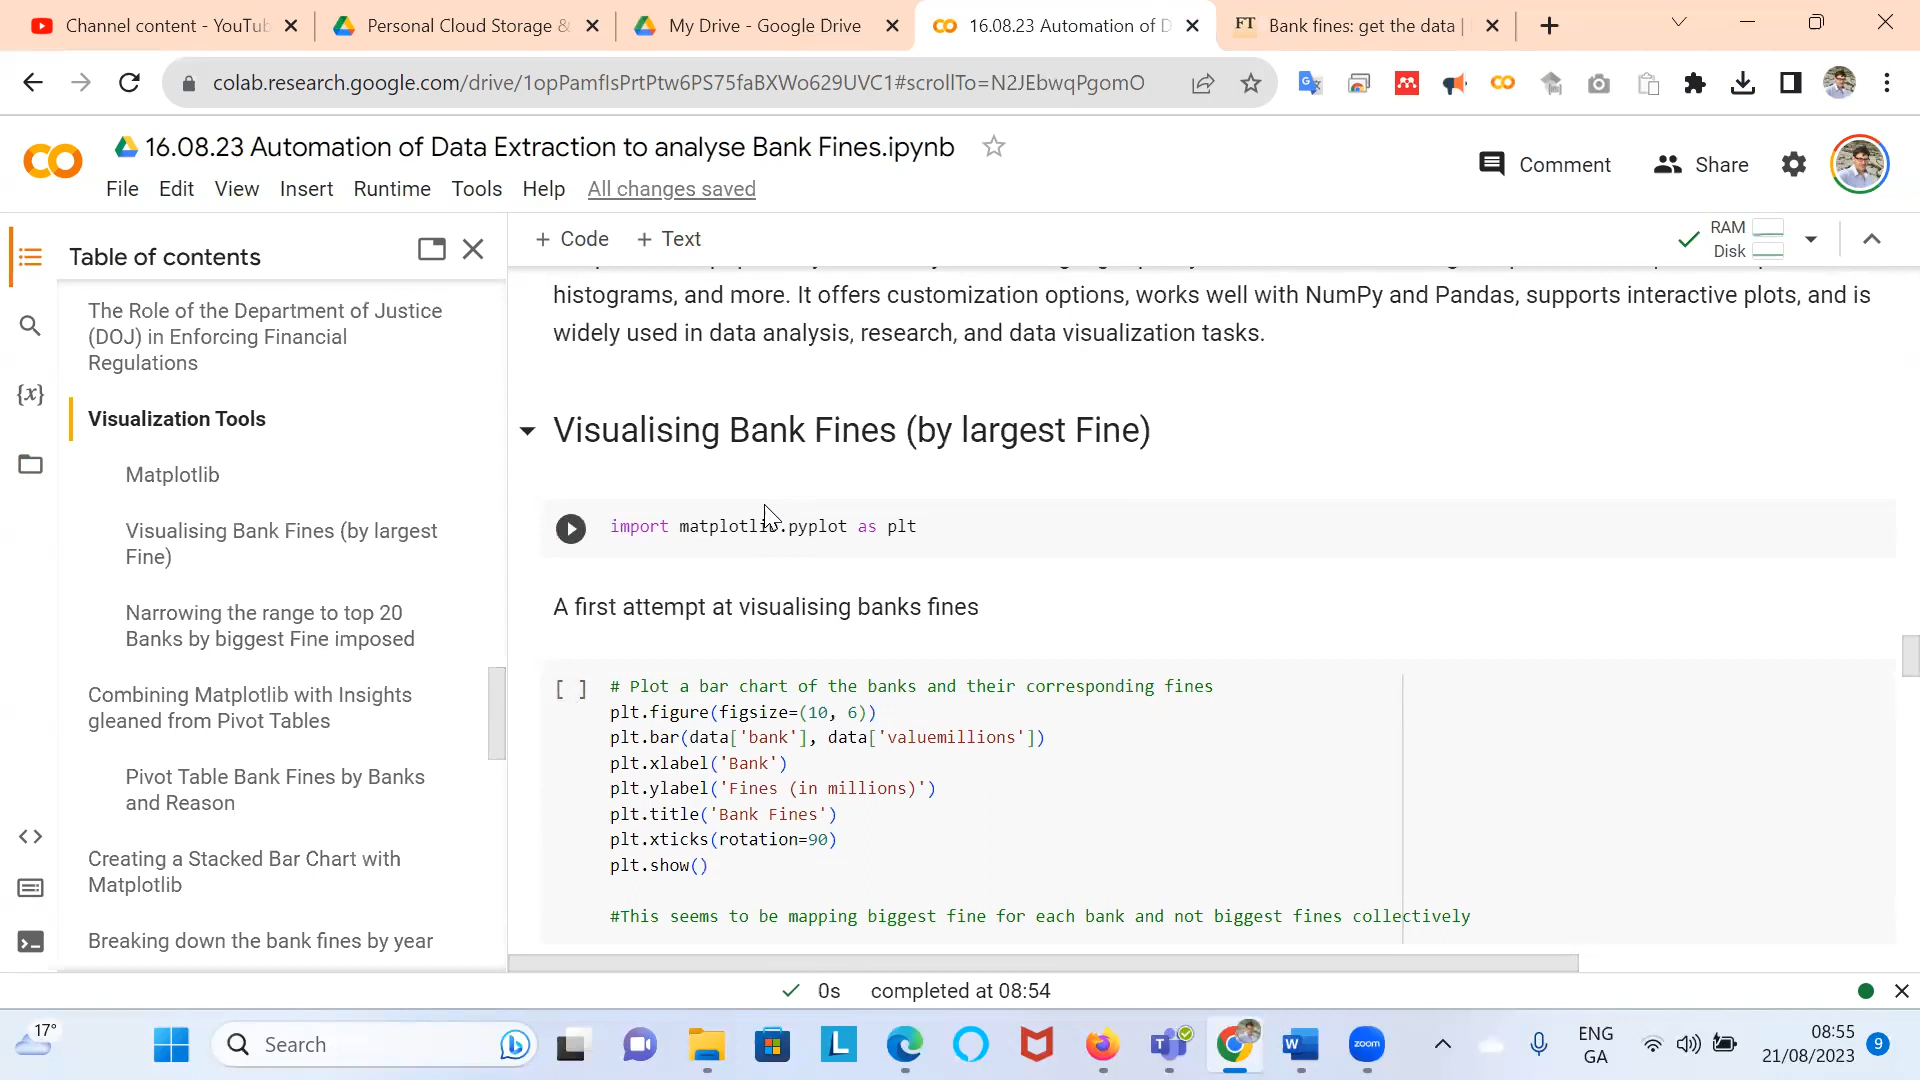 Channel content - YouTub
Personal Cloud Storage &
My Drive - Google Drive
16.08.23 Automation of D
FT
Bank fines: get the data |
colab.research.google.com/drive/1opPamfIsPrtPtw6PS75faBXWo629UVC1#scrollTo=N2JEbwqPgomO
16.08.23 Automation of Data Extraction to analyse Bank Fines.ipynb
Comment
Share
File Edit View Insert Runtime Tools Help All changes saved
Table of contents
+ Code + Text
RAM
Disk
The Role of the Department of Justice
(DOJ) in Enforcing Financial
Regulations
Visualization Tools
Matplotlib
Visualising Bank Fines (by largest
Fine)
Narrowing the range to top 20
Banks by biggest Fine imposed
Combining Matplotlib with Insights
gleaned from Pivot Tables
Pivot Table Bank Fines by Banks
and Reason
Creating a Stacked Bar Chart with
Matplotlib
Breaking down the bank fines by year
{x}
histograms, and more. It offers customization options, works well with NumPy and Pandas, supports interactive plots, and is
widely used in data analysis, research, and data visualization tasks.
Visualising Bank Fines (by largest Fine)
import matplotlib.pyplot as plt
A first attempt at visualising banks fines
[ ]
# Plot a bar chart of the banks and their corresponding fines
plt.figure(figsize=(10, 6))
plt.bar(data['bank'], data['valuemillions'])
plt.xlabel('Bank')
plt.ylabel('Fines (in millions)')
plt.title('Bank Fines')
plt.xticks(rotation=90)
plt.show()
#This seems to be mapping biggest fine for each bank and not biggest fines collectively
0s completed at 08:54
17°
Search
L
W
zoom
ENG
GA
08:55
21/08/2023
9